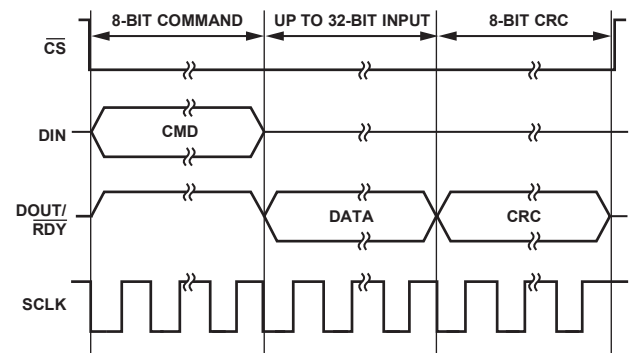 8-BIT COMMAND UP TO 32-BIT INPUT 8-BIT CRC
CS
DIN CMD
DOUT/
RDY DATA CRC
SCLK